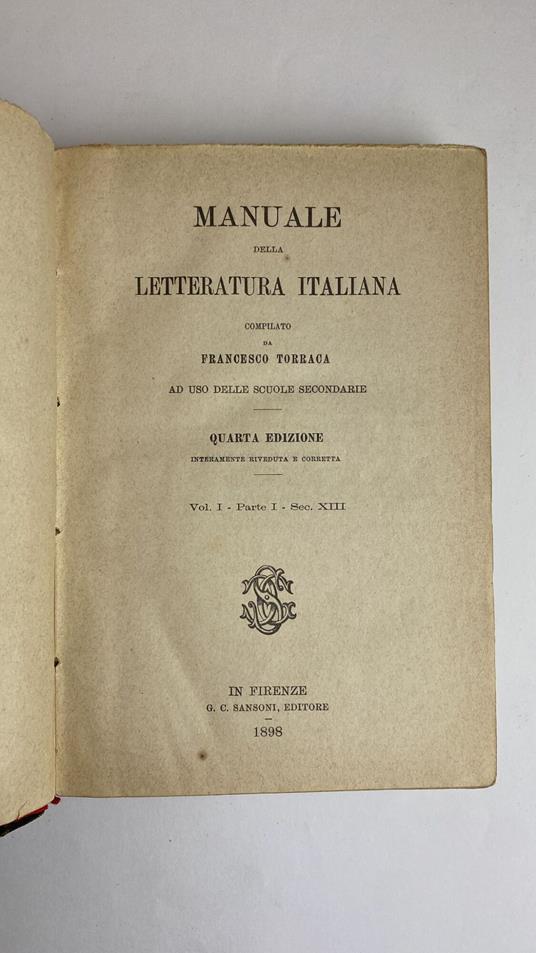 MANUALE
DELLA
LETTERATURA ITALIANA
COMPILATO
DA
FRANCESCO TORRACA
AD USO DELLE SCUOLE SECONDARIE
QUARTA EDIZIONE
INTERAMENTE RIVEDUTA E CORRETTA
Vol. I - Parte I - Sec. XIII
IN FIRENZE
G. C. SANSONI, EDITORE
1898